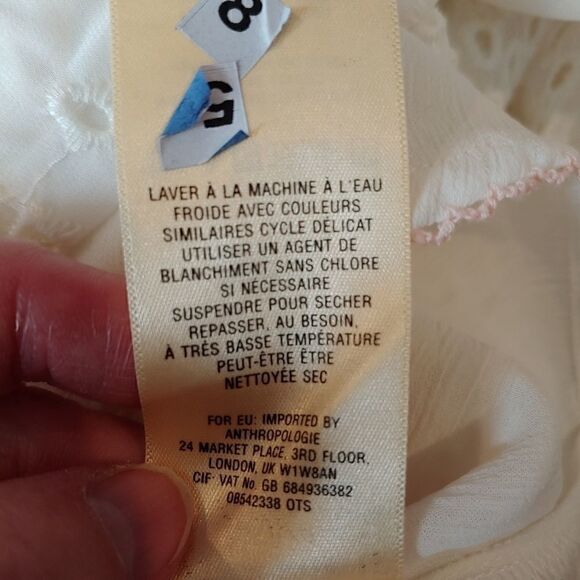 8
5
LAVER À LA MACHINE À L'EAU
FROIDE AVEC COULEURS
SIMILAIRES CYCLE DÉLICAT
UTILISER UN AGENT DE
BLANCHIMENT SANS CHLORE
SI NÉCESSAIRE
SUSPENDRE POUR SECHER
REPASSER, AU BESOIN,
À TRÈS BASSE TEMPÉRATURE
PEUT-ÊTRE ÊTRE
NETTOYÉE SEC
FOR EU: IMPORTED BY
ANTHROPOLOGIE
24 MARKET PLACE, 3RD FLOOR,
LONDON, UK W1W8AN
CIF- VAT No. GB 684936382
0B542338 OTS